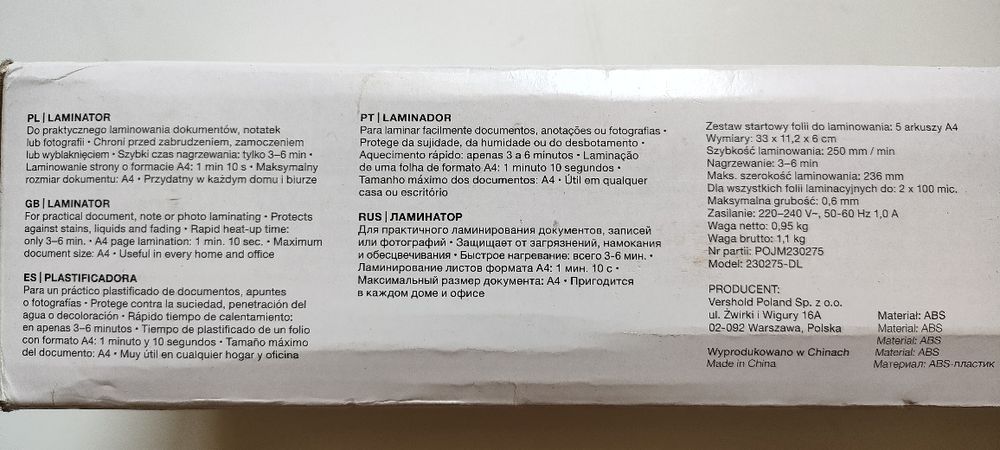 PL | LAMINATOR
Do praktycznego laminowania dokumentów, notatek
lub fotografii • Chroni przed zabrudzeniem, zamoczeniem
lub wyblaknięciem • Szybki czas nagrzewania: tylko 3–6 min •
Laminowanie strony o formacie A4: 1 min 10 s • Maksymalny
rozmiar dokumentu: A4 • Przydatny w każdym domu i biurze
GB | LAMINATOR
For practical document, note or photo laminating • Protects
against stains, liquids and fading • Rapid heat-up time:
only 3–6 min. • A4 page lamination: 1 min. 10 sec. • Maximum
document size: A4 • Useful in every home and office
ES | PLASTIFICADORA
Para un práctico plastificado de documentos, apuntes
o fotografías • Protege contra la suciedad, penetración del
agua o decoloración • Rápido tiempo de calentamiento:
en apenas 3–6 minutos • Tiempo de plastificado de un folio
con formato A4: 1 minuto y 10 segundos • Tamaño máximo
del documento: A4 • Muy útil en cualquier hogar y oficina
PT | LAMINADOR
Para laminar facilmente documentos, anotações ou fotografias •
Protege da sujidade, da humidade ou do desbotamento •
Aquecimento rápido: apenas 3 a 6 minutos • Laminação
de uma folha de formato A4: 1 minuto 10 segundos •
Tamanho máximo dos documentos: A4 • Útil em qualquer
casa ou escritório
RUS | ЛАМИНАТОР
Для практичного ламинирования документов, записей
или фотографий • Защищает от загрязнений, намокания
и обесцвечивания • Быстрое нагревание: всего 3-6 мин. •
Ламинирование листов формата А4: 1 мин. 10 с •
Максимальный размер документа: А4 • Пригодится
в каждом доме и офисе
Zestaw startowy folii do laminowania: 5 arkuszy A4
Wymiary: 33 x 11,2 x 6 cm
Szybkość laminowania: 250 mm / min
Nagrzewanie: 3–6 min
Maks. szerokość laminowania: 236 mm
Dla wszystkich folii laminacyjnych do: 2 x 100 mic.
Maksymalna grubość: 0,6 mm
Zasilanie: 220–240 V~, 50-60 Hz 1,0 A
Waga netto: 0,95 kg
Waga brutto: 1,1 kg
Nr partii: POJM230275
Model: 230275-DL
PRODUCENT:
Vershold Poland Sp. z o.o.
ul. Żwirki i Wigury 16A
02-092 Warszawa, Polska
Wyprodukowano w Chinach
Made in China
Materiał: ABS
Material: ABS
Material: ABS
Material: ABS
Материал: ABS-пластик